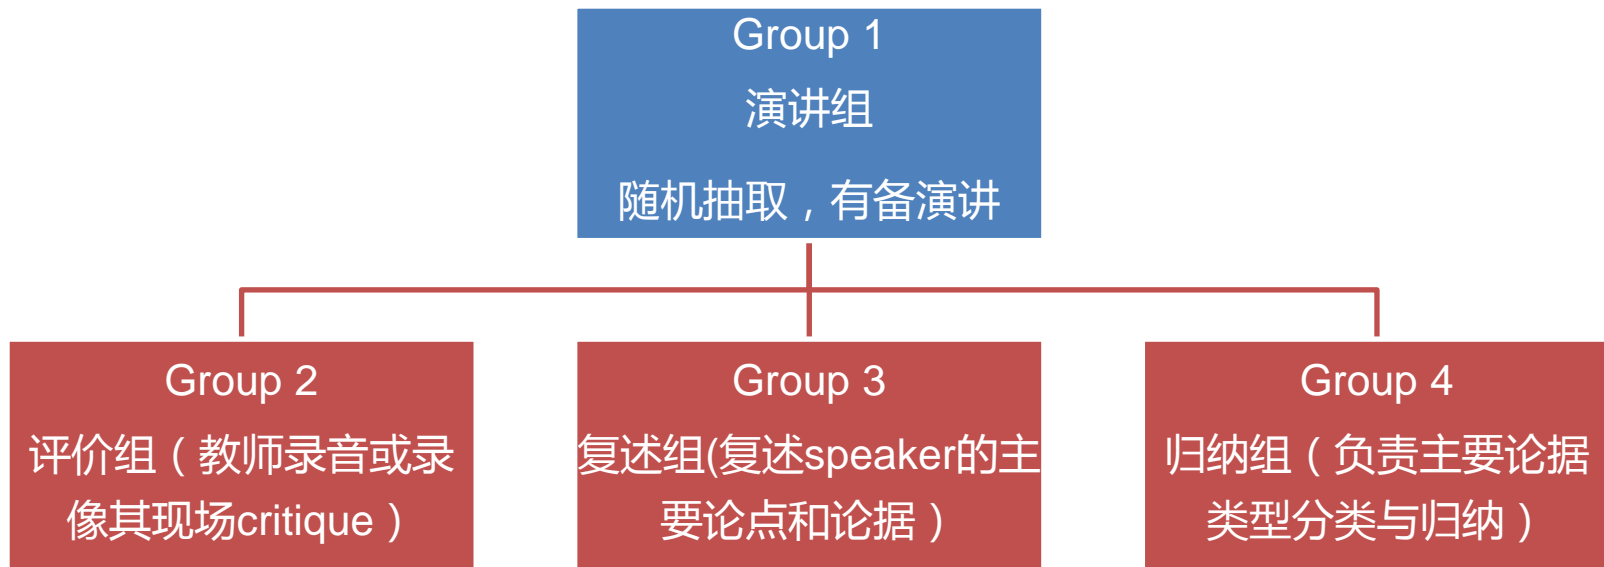 Group 1
演讲组
随机抽取，有备演讲
Group 2
评价组（教师录音或录
像其现场critique）
Group 3
复述组(复述speaker的主
要论点和论据）
Group 4
归纳组（负责主要论据
类型分类与归纳）